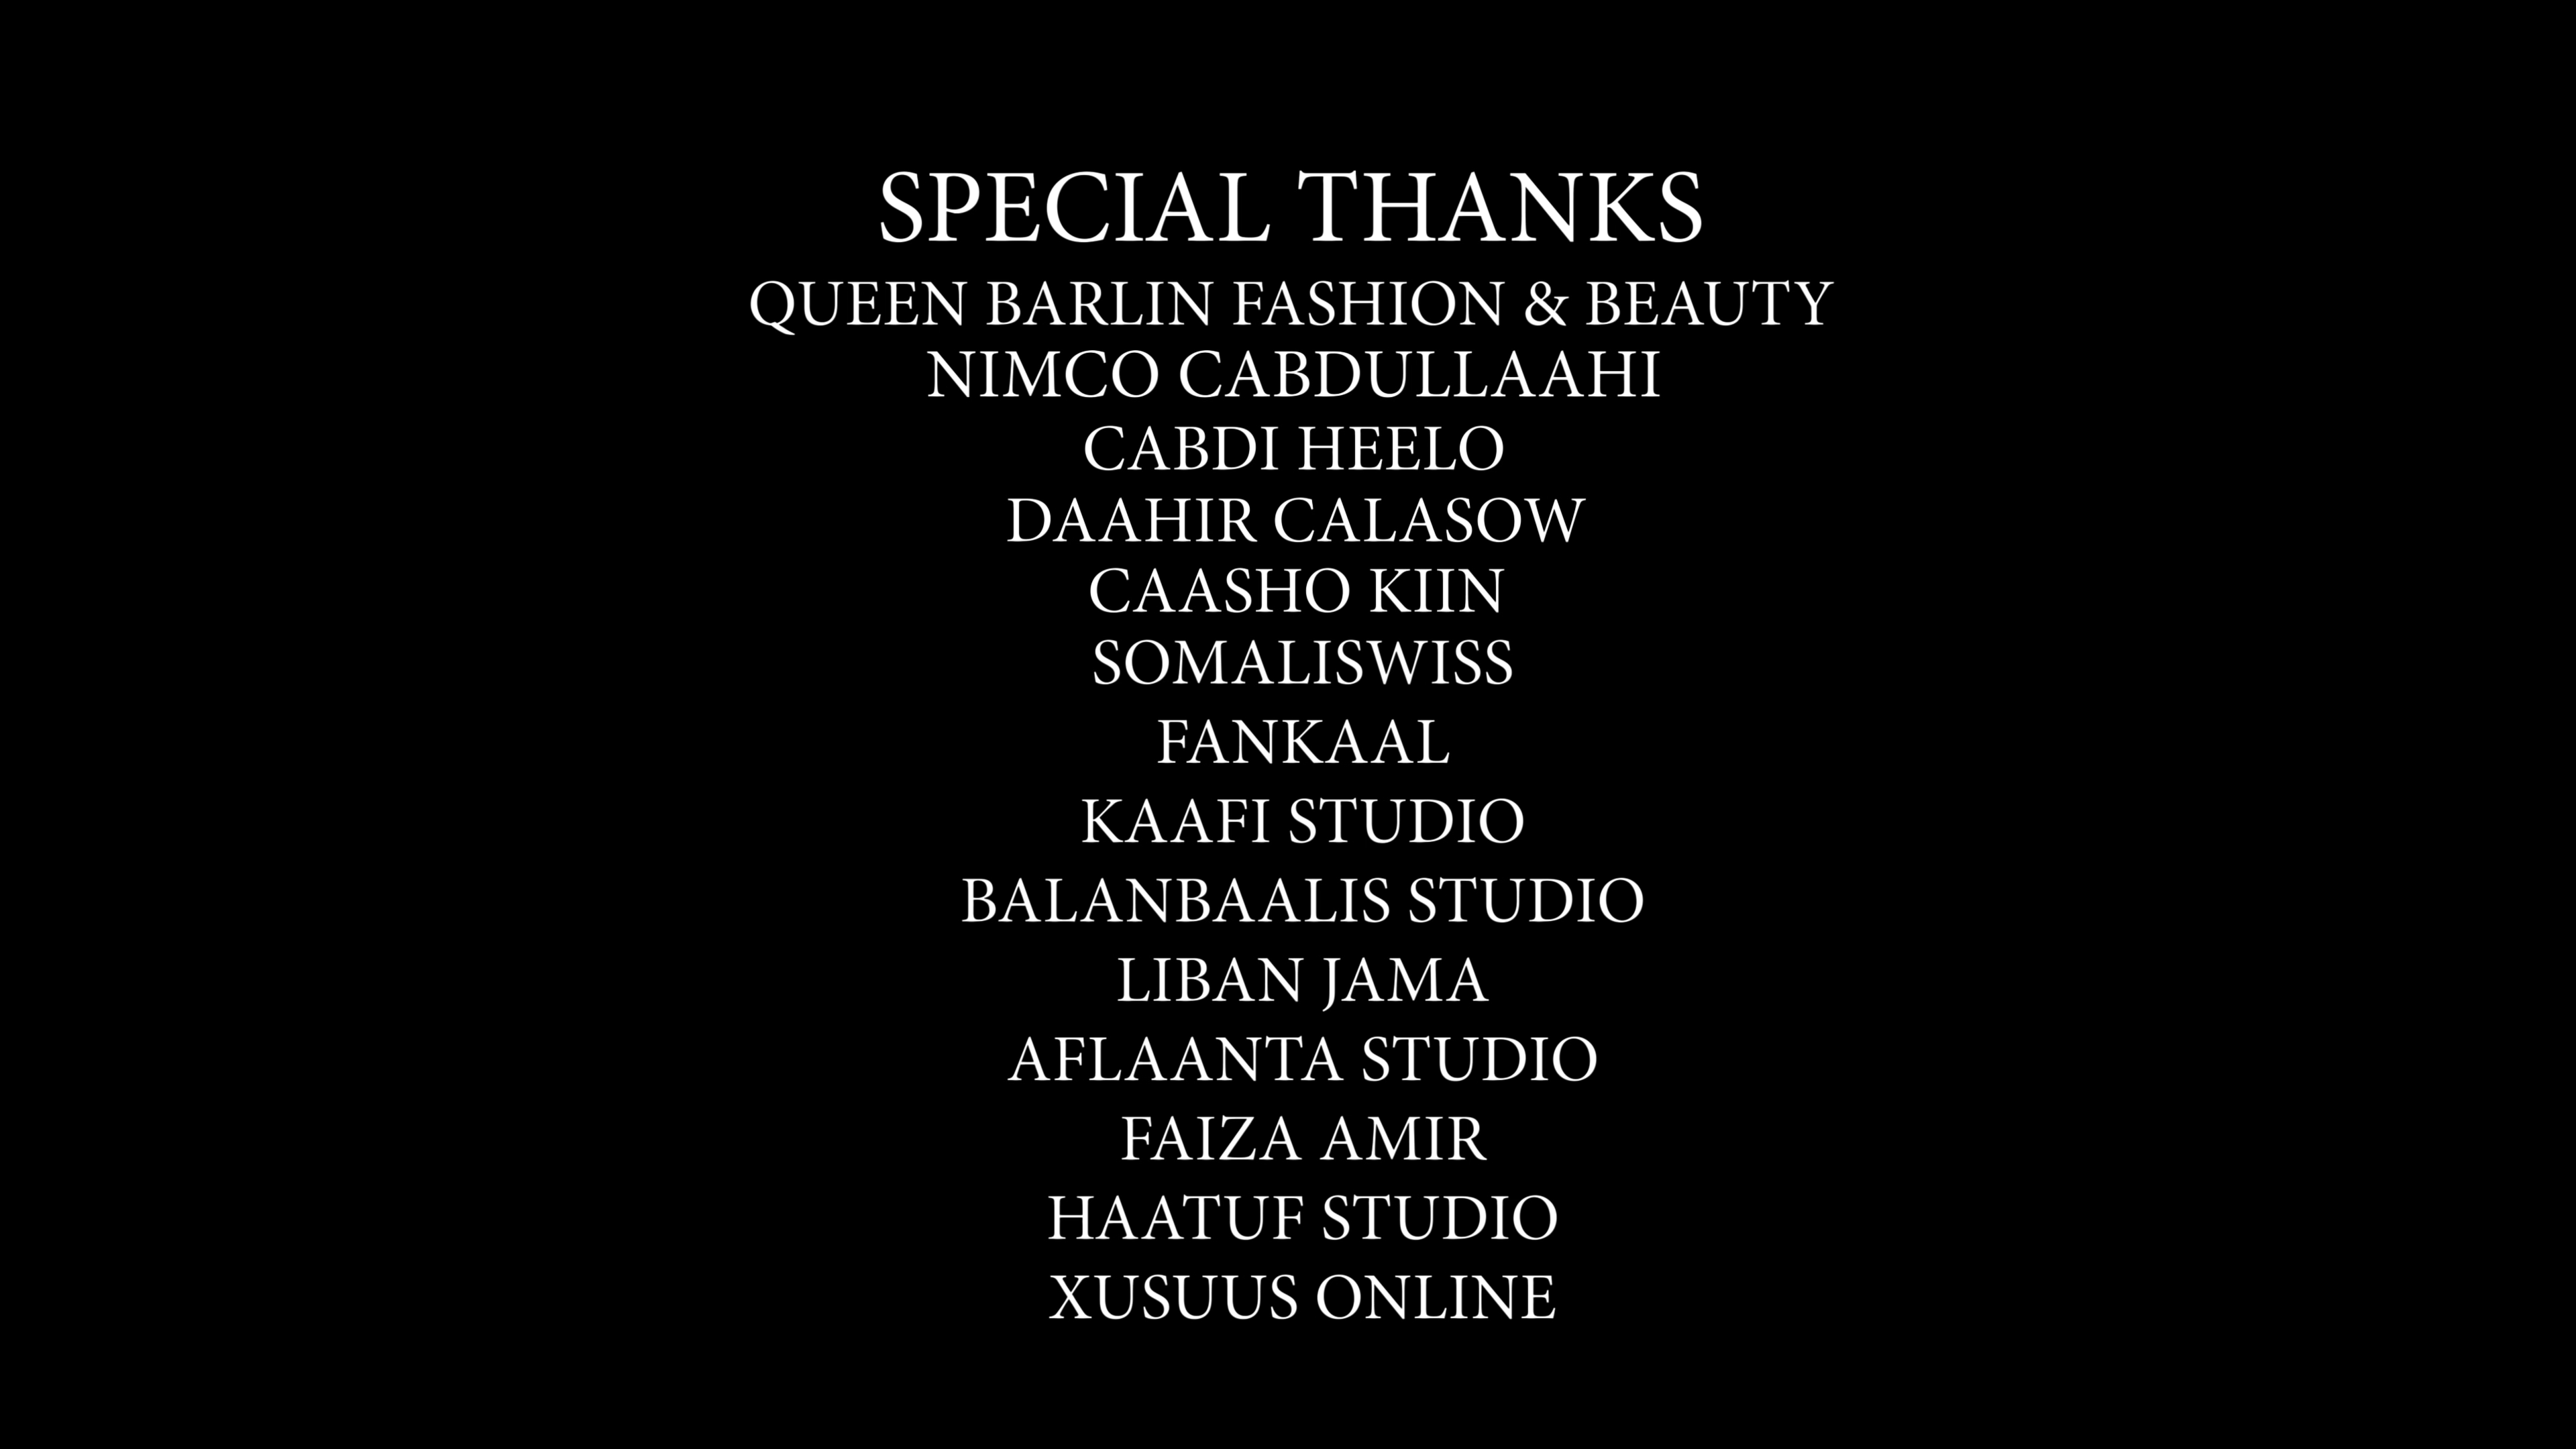 SPECIAL THANKS
QUEEN BARLIN FASHION & BEAUTY
NIMCO CABDULLAAHI
CABDI HEELO
DAAHIR CALASOW
CAASHO KIIN
SOMALISWISS
FANKAAL
KAAFI STUDIO
BALANBAALIS STUDIO
LIBAN JAMA
AFLAANTA STUDIO
FAIZA AMIR
HAATUF STUDIO
XUSUUS ONLINE